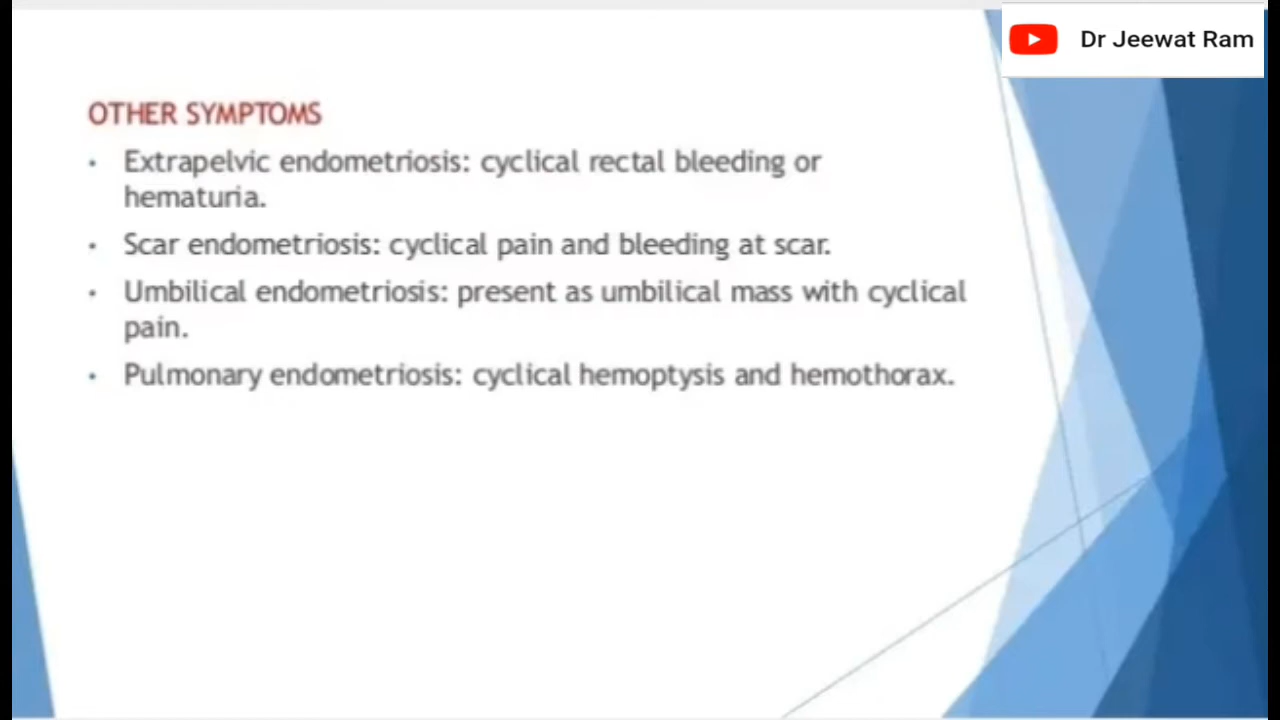 Dr Jeewat Ram
OTHER SYMPTOMS
• Extrapelvic endometriosis: cyclical rectal bleeding or
hematuria.
• Scar endometriosis: cyclical pain and bleeding at scar.
• Umbilical endometriosis: present as umbilical mass with cyclical
pain.
• Pulmonary endometriosis: cyclical hemoptysis and hemothorax.